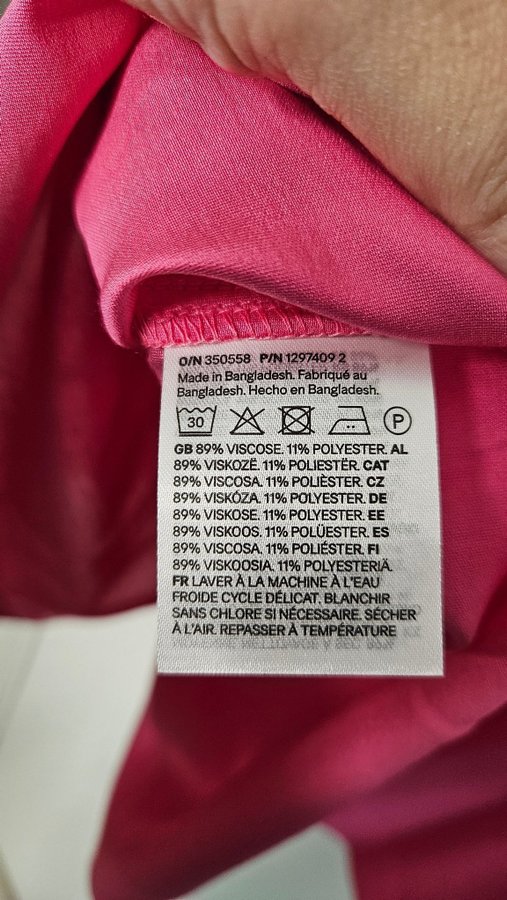 O/N 350558 P/N 1297409 2
Made in Bangladesh. Fabriqué au
Bangladesh. Hecho en Bangladesh.
30 P
GB 89% VISCOSE. 11% POLYESTER. AL
89% VISKOZË. 11% POLIESTËR. CAT
89% VISCOSA. 11% POLIÈSTER. CZ
89% VISKÓZA. 11% POLYESTER. DE
89% VISKOSE. 11% POLYESTER. EE
89% VISKOOS. 11% POLÜESTER. ES
89% VISCOSA. 11% POLIÉSTER. FI
89% VISKOOSIA. 11% POLYESTERIÄ.
FR LAVER À LA MACHINE À L'EAU
FROIDE CYCLE DÉLICAT. BLANCHIR
SANS CHLORE SI NÉCESSAIRE. SÉCHER
À L'AIR. REPASSER À TEMPÉRATURE